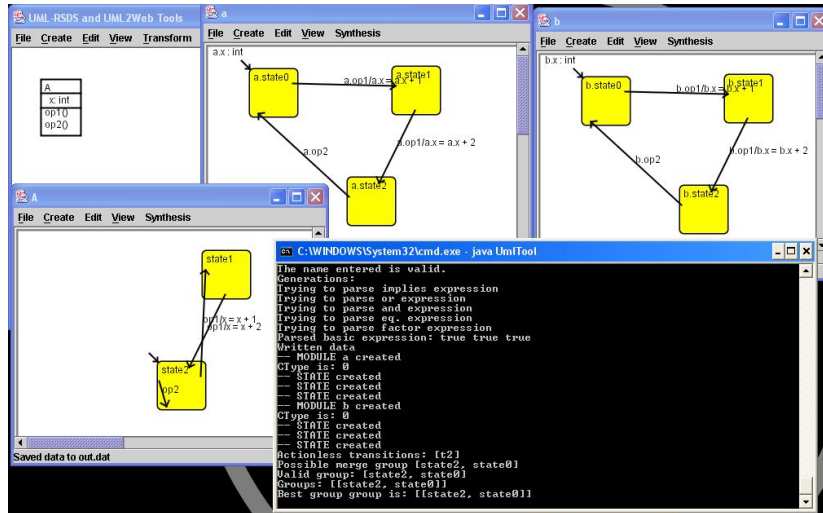 UML-RSDS and UML2Web Tools
File Create Edit View Transform
A
x: int
op1()
op2()
a
File Create Edit View Synthesis
a.x : int
a.state0
a.op1/a.x = a.x + 1
a.state1
a.op1/a.x = a.x + 2
a.op2
a.state2
b
File Create Edit View Synthesis
b.x : int
b.state0
b.op1/b.x = b.x + 1
b.state1
b.op1/b.x = b.x + 2
b.op2
b.state2
A
File Create Edit View Synthesis
state1
op1/x = x + 1
op1/x = x + 2
state2
op2
Saved data to out.dat
C:\WINDOWS\System32\cmd.exe - java UmlTool
The name entered is valid.
Generations:
Trying to parse implies expression
Trying to parse or expression
Trying to parse and expression
Trying to parse eq. expression
Trying to parse factor expression
Parsed basic expression: true true true
Written data
-- MODULE a created
CType is: 0
-- STATE created
-- STATE created
-- STATE created
-- MODULE b created
CType is: 0
-- STATE created
-- STATE created
-- STATE created
Actionless transitions: [t2]
Possible merge group [state2, state0]
Valid group: [state2, state0]
Groups: [[state2, state0]]
Best group group is: [[state2, state0]]